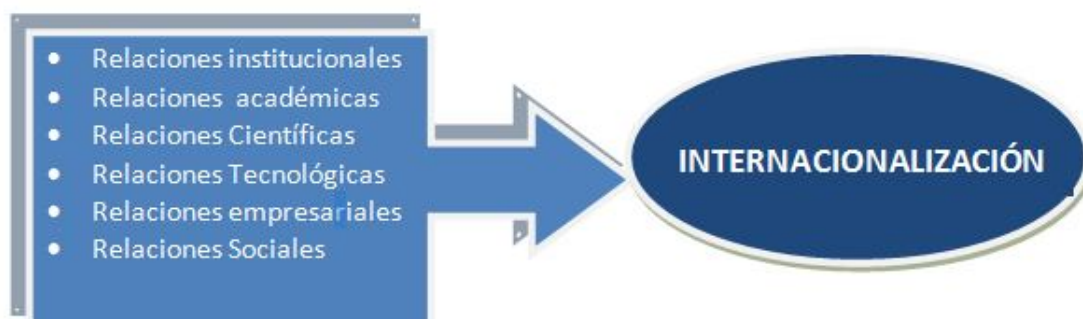 • Relaciones institucionales
• Relaciones académicas
• Relaciones Científicas
• Relaciones Tecnológicas
• Relaciones empresariales
• Relaciones Sociales
INTERNACIONALIZACIÓN